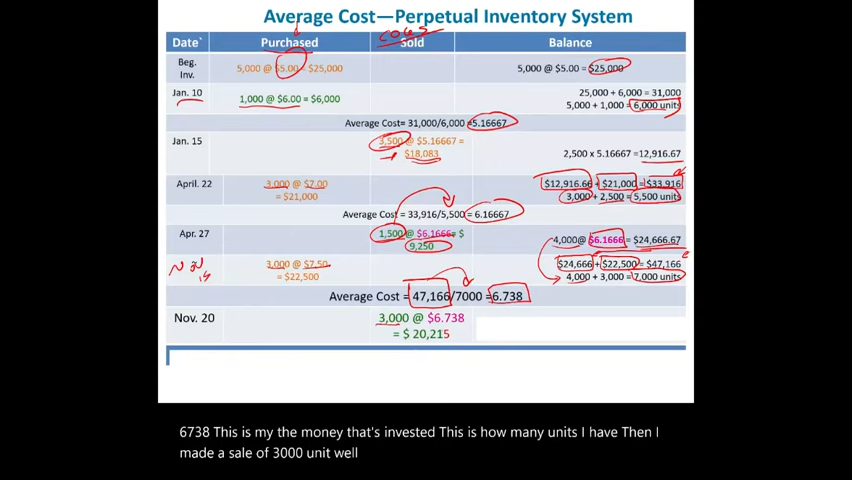 Average Cost—Perpetual Inventory System
COGS
Date` Purchased Sold Balance
Beg. Inv. 5,000 @ $5.00 = $25,000 5,000 @ $5.00 = $25,000
Jan. 10 1,000 @ $6.00 = $6,000 25,000 + 6,000 = 31,000
5,000 + 1,000 = 6,000 units
Average Cost= 31,000/6,000 =5.16667
Jan. 15 3,500 @ $5.16667 =
$18,083 2,500 x 5.16667 =12,916.67
April. 22 3,000 @ $7.00 $12,916.66 + $21,000 = $33,916
= $21,000 3,000 + 2,500 = 5,500 units
Average Cost = 33,916/5,500 = 6.16667
Apr. 27 1,500 @ $6.1666= $
9,250 4,000@ $6.1666 = $24,666.67
Nov 15 3,000 @ $7.50 $24,666 + $22,500 = $47,166
= $22,500 4,000 + 3,000 = 7,000 units
Average Cost = 47,166/7000 =6.738
Nov. 20 3,000 @ $6.738
= $ 20,215
6738 This is my the money that's invested This is how many units I have Then I
made a sale of 3000 unit well